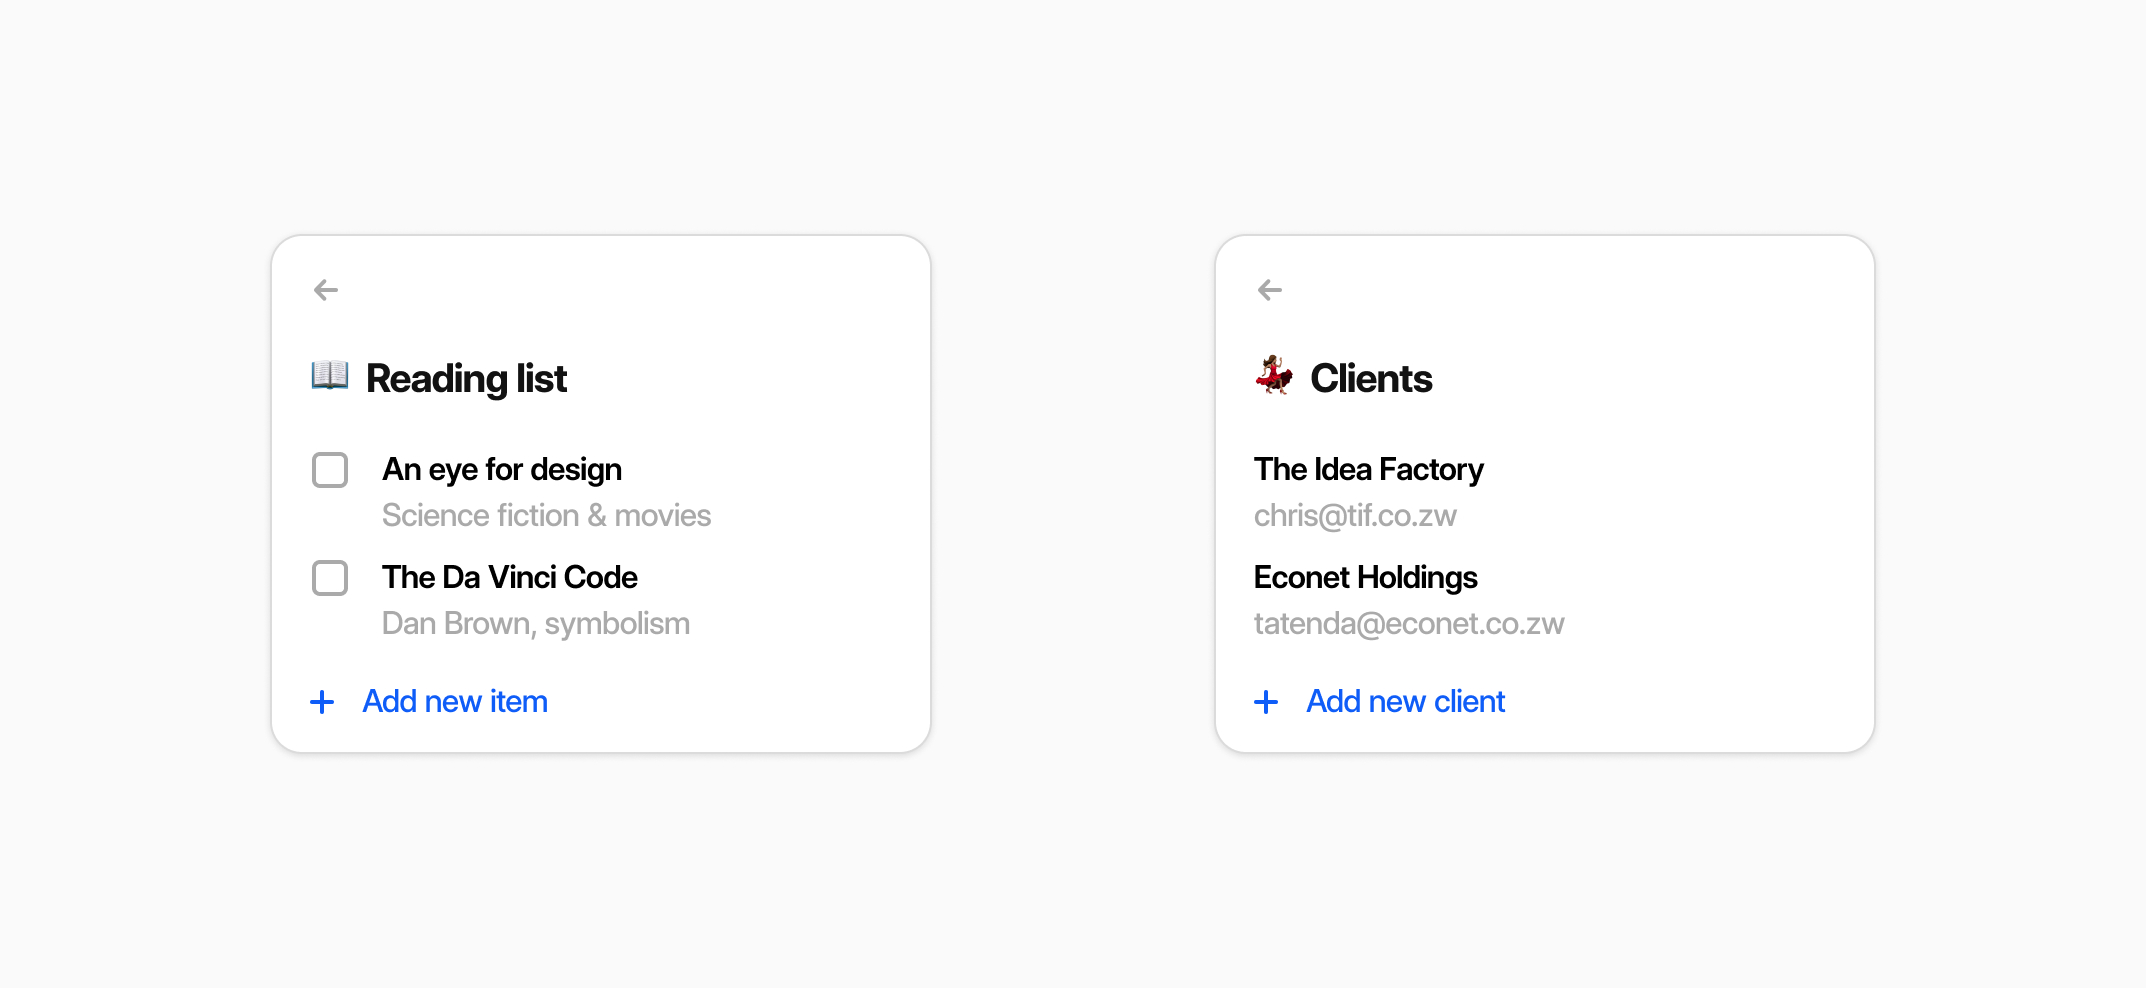 Reading list
An eye for design
Science fiction & movies
The Da Vinci Code
Dan Brown, symbolism
Add new item
Clients
The Idea Factory
chris@tif.co.zw
Econet Holdings
tatenda@econet.co.zw
Add new client